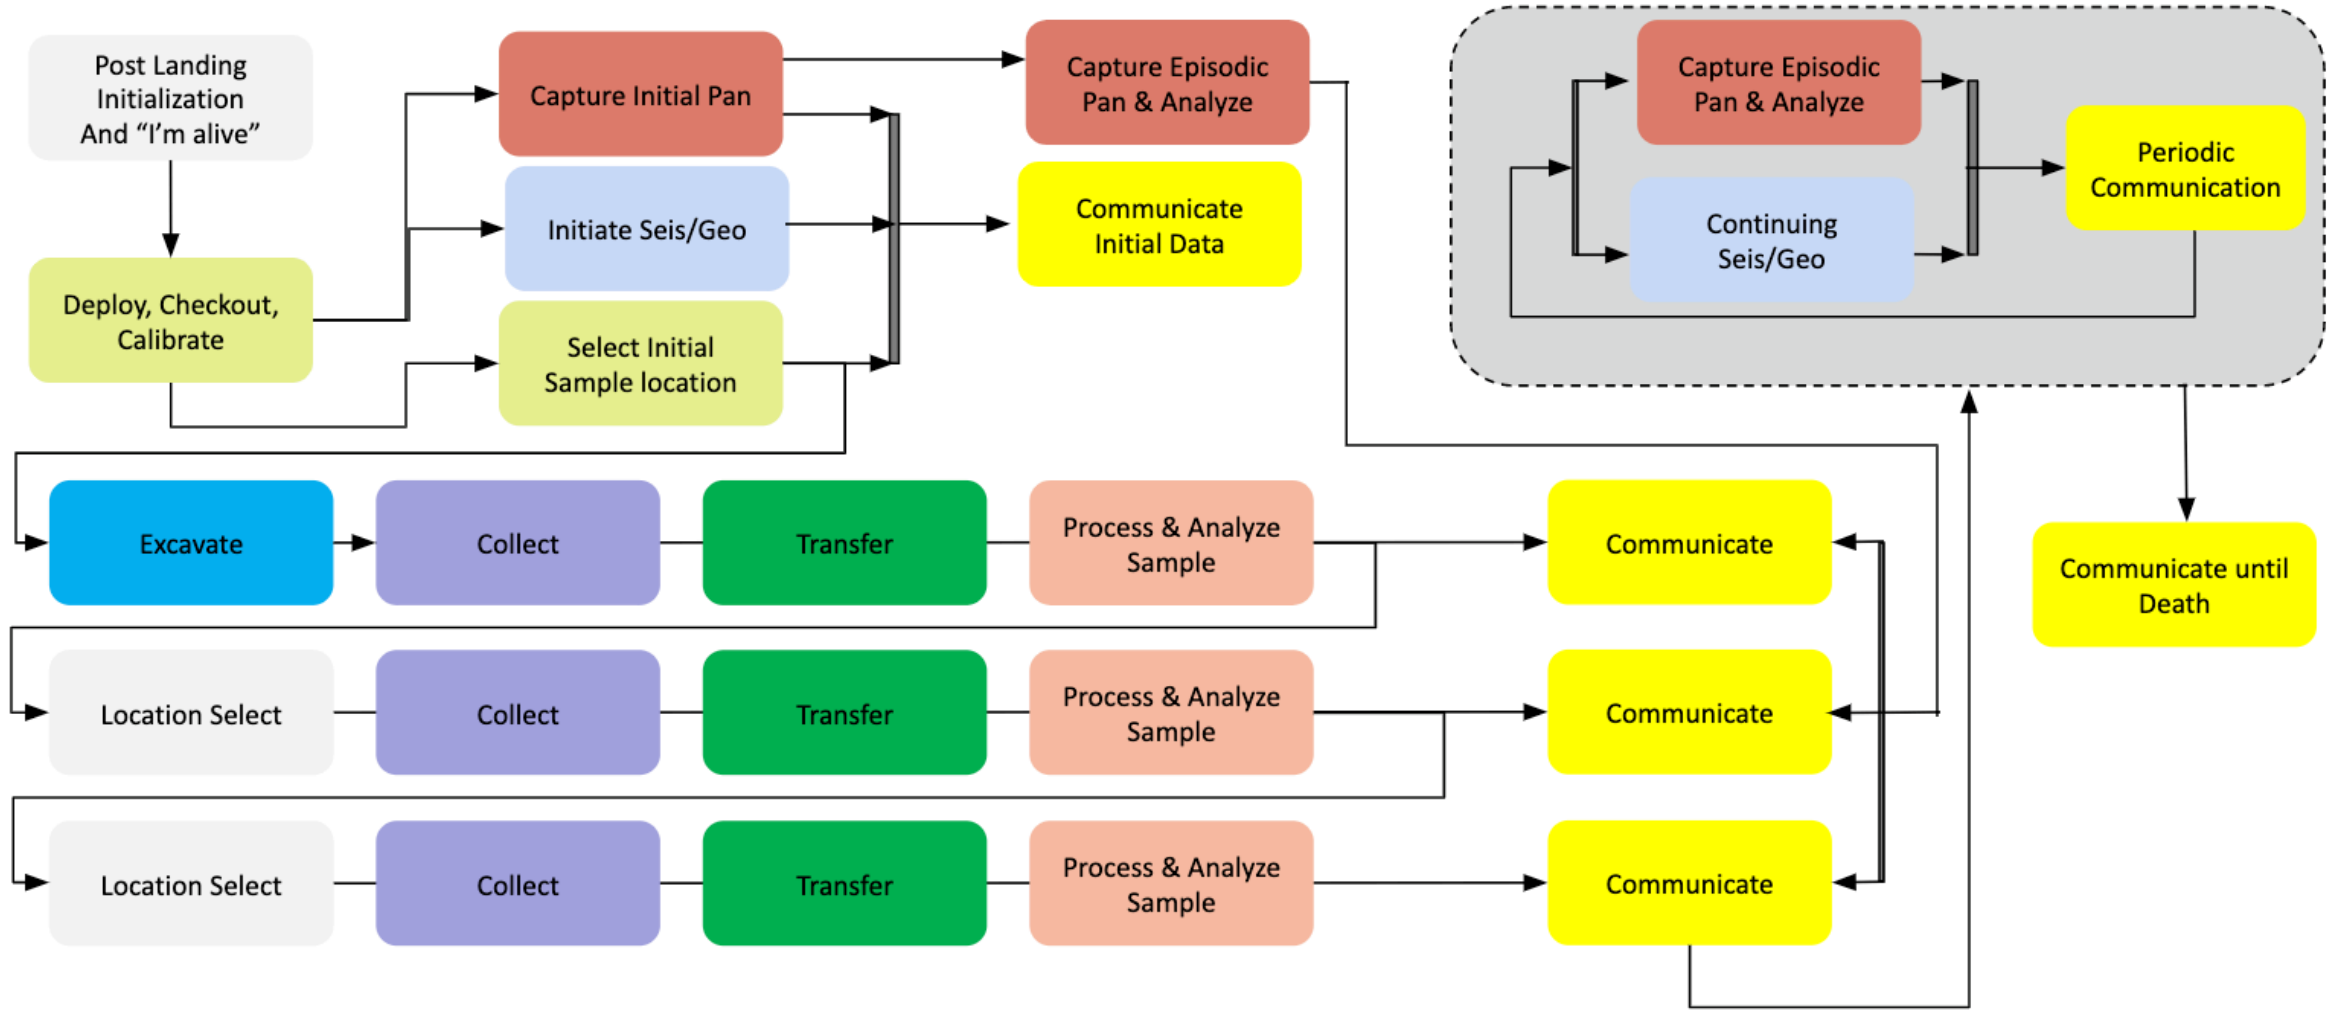 Post Landing
Initialization
And “I’m alive”
Deploy, Checkout,
Calibrate
Capture Initial Pan
Initiate Seis/Geo
Select Initial
Sample location
Capture Episodic
Pan & Analyze
Communicate
Initial Data
Capture Episodic
Pan & Analyze
Continuing
Seis/Geo
Periodic
Communication
Communicate until
Death
Excavate
Collect
Transfer
Process & Analyze
Sample
Communicate
Location Select
Collect
Transfer
Process & Analyze
Sample
Communicate
Location Select
Collect
Transfer
Process & Analyze
Sample
Communicate